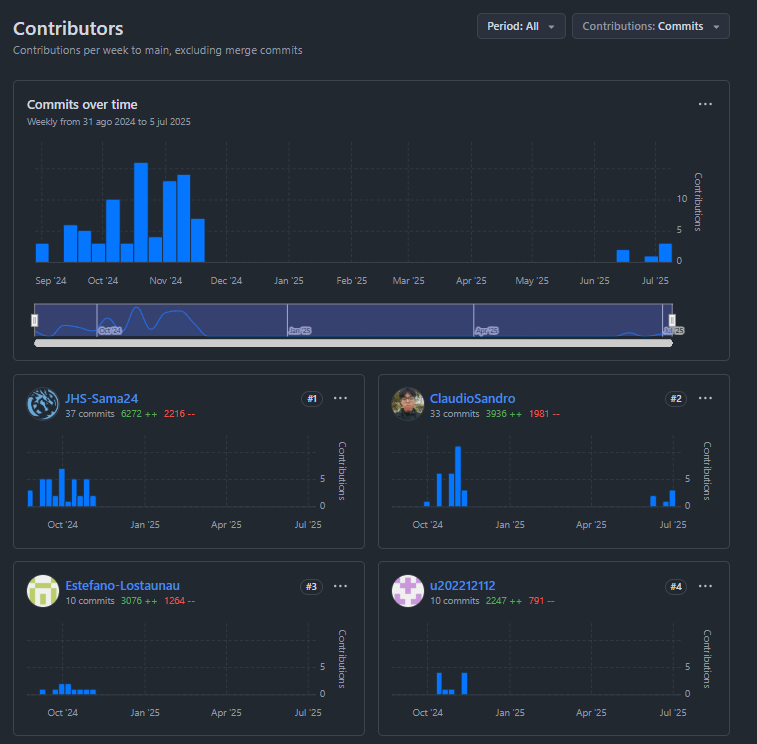 Contributors
Contributions per week to main, excluding merge commits
Period: All
Contributions: Commits
Commits over time
Weekly from 31 ago 2024 to 5 jul 2025
Contributions
10
5
0
Sep '24 Oct '24 Nov '24 Dec '24 Jan '25 Feb '25 Mar '25 Apr '25 May '25 Jun '25 Jul '25
Oct '24 Jan '25 Apr '25 Jul '25
JHS-Sama24
#1
37 commits 6272 ++ 2216 --
Contributions
5
0
Oct '24 Jan '25 Apr '25 Jul '25
ClaudioSandro
#2
33 commits 3936 ++ 1981 --
Contributions
5
0
Oct '24 Jan '25 Apr '25 Jul '25
Estefano-Lostaunau
#3
10 commits 3076 ++ 1264 --
Contributions
5
0
Oct '24 Jan '25 Apr '25 Jul '25
u202212112
#4
10 commits 2247 ++ 791 --
Contributions
5
0
Oct '24 Jan '25 Apr '25 Jul '25